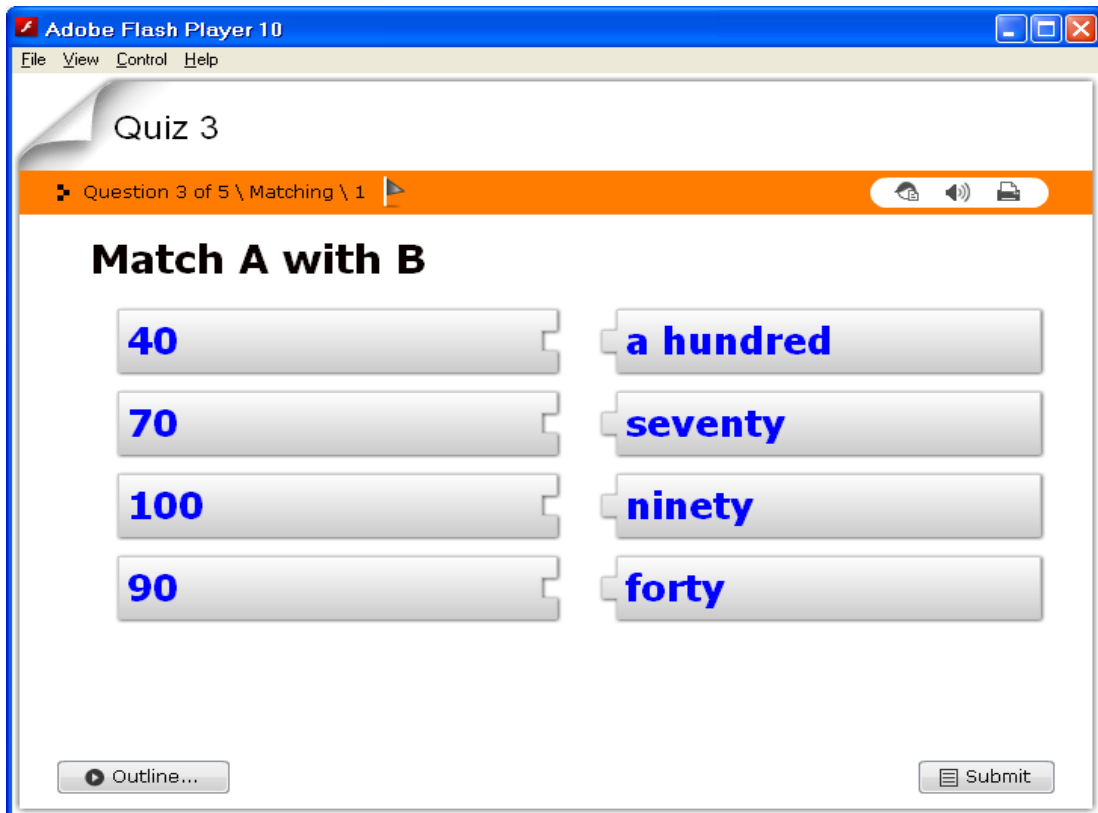 Adobe Flash Player 10
File View Control Help
Quiz 3
Question 3 of 5 \ Matching \ 1
Match A with B
40
a hundred
70
seventy
100
ninety
90
forty
Outline...
Submit